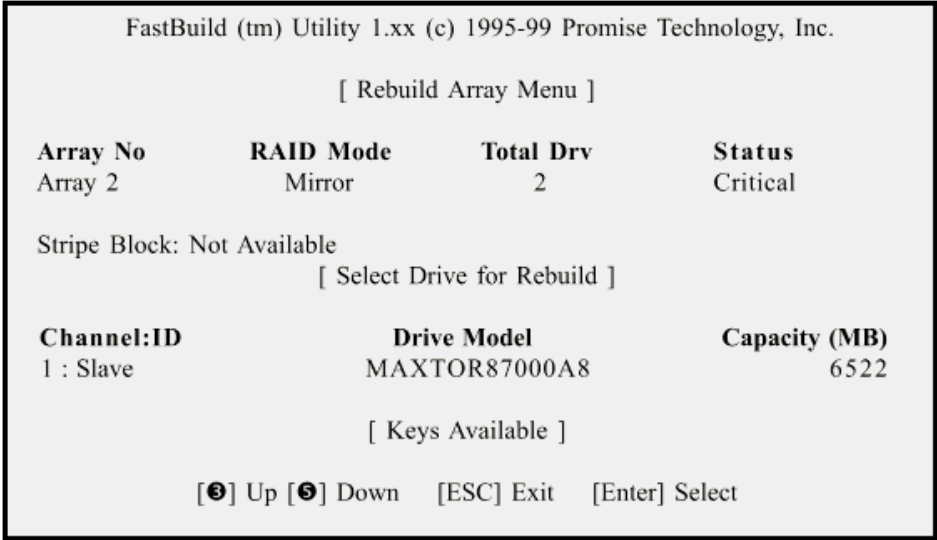 FastBuild (tm) Utility 1.xx (c) 1995-99 Promise Technology, Inc.
[ Rebuild Array Menu ]
Array No RAID Mode Total Drv Status
Array 2 Mirror 2 Critical
Stripe Block: Not Available
[ Select Drive for Rebuild ]
Channel:ID Drive Model Capacity (MB)
1 : Slave MAXTOR87000A8 6522
[ Keys Available ]
[❸] Up [❺] Down [ESC] Exit [Enter] Select